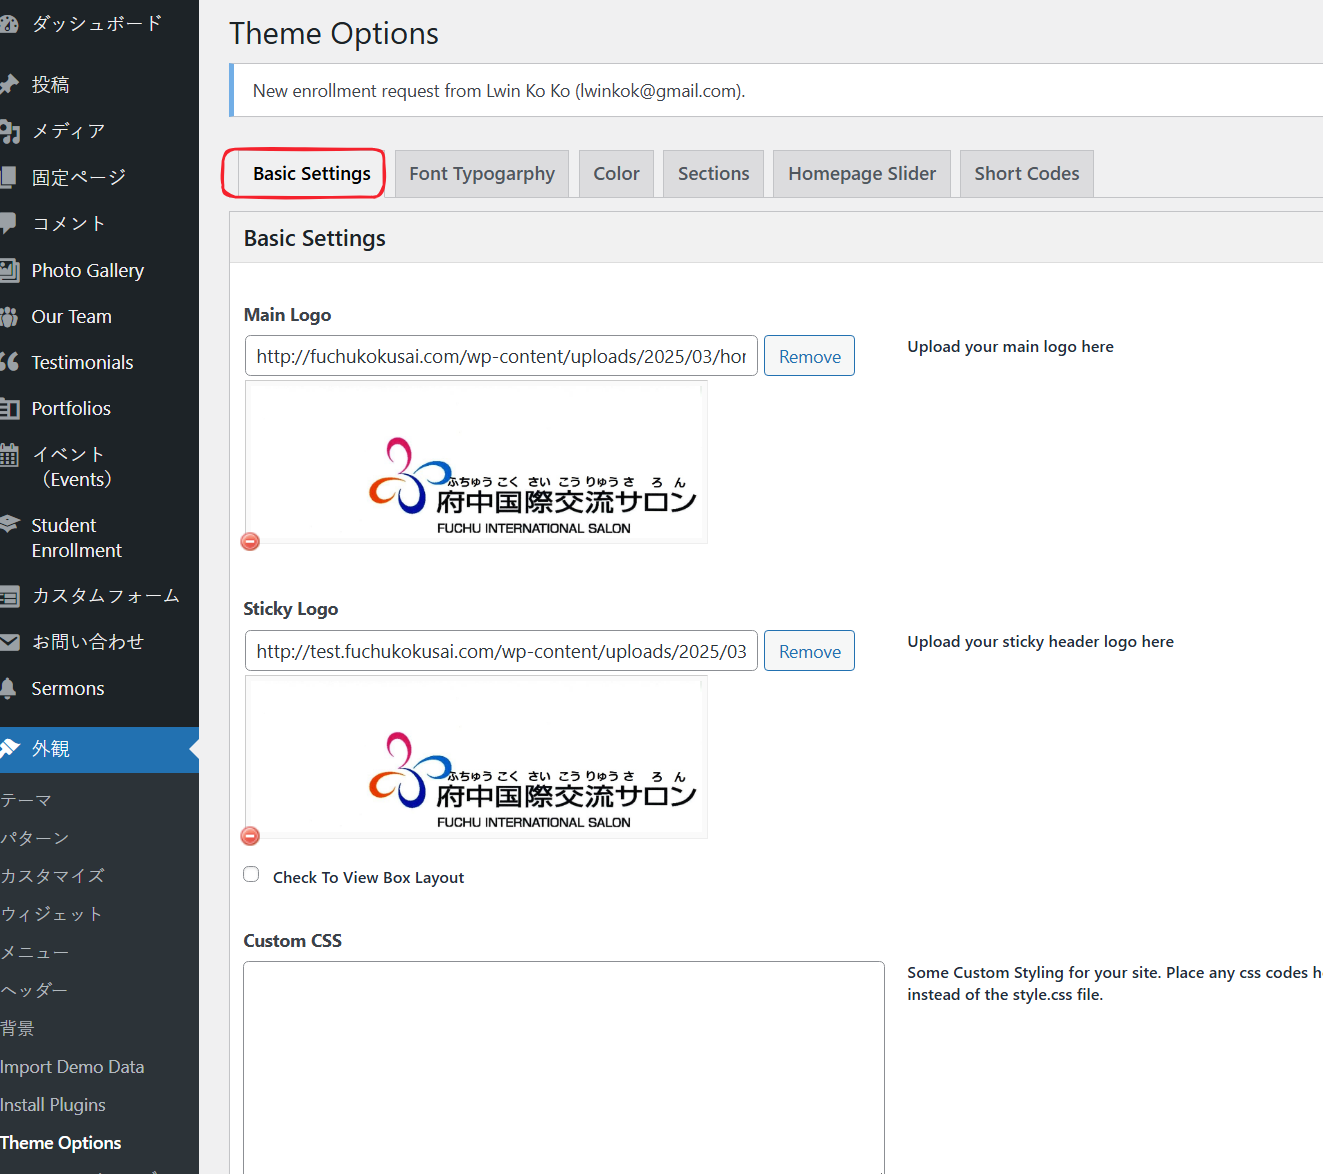 ダッシュボード
投稿
メディア
固定ページ
コメント
Photo Gallery
Our Team
Testimonials
Portfolios
イベント
（Events）
Student
Enrollment
カスタムフォーム
お問い合わせ
Sermons
外観
テーマ
パターン
カスタマイズ
ウィジェット
メニュー
ヘッダー
背景
Import Demo Data
Install Plugins
Theme Options
Theme Options
New enrollment request from Lwin Ko Ko (lwinkok@gmail.com).
Basic Settings
Font Typogarphy
Color
Sections
Homepage Slider
Short Codes
Basic Settings
Main Logo
http://fuchukokusai.com/wp-content/uploads/2025/03/hor
Remove
Upload your main logo here
ふちゅう こく さい こう りゅう さ ろ ん
府中国際交流サロン
FUCHU INTERNATIONAL SALON
Sticky Logo
http://test.fuchukokusai.com/wp-content/uploads/2025/03
Remove
Upload your sticky header logo here
ふちゅう こく さい こう りゅう さ ろ ん
府中国際交流サロン
FUCHU INTERNATIONAL SALON
Check To View Box Layout
Custom CSS
Some Custom Styling for your site. Place any css codes h
instead of the style.css file.